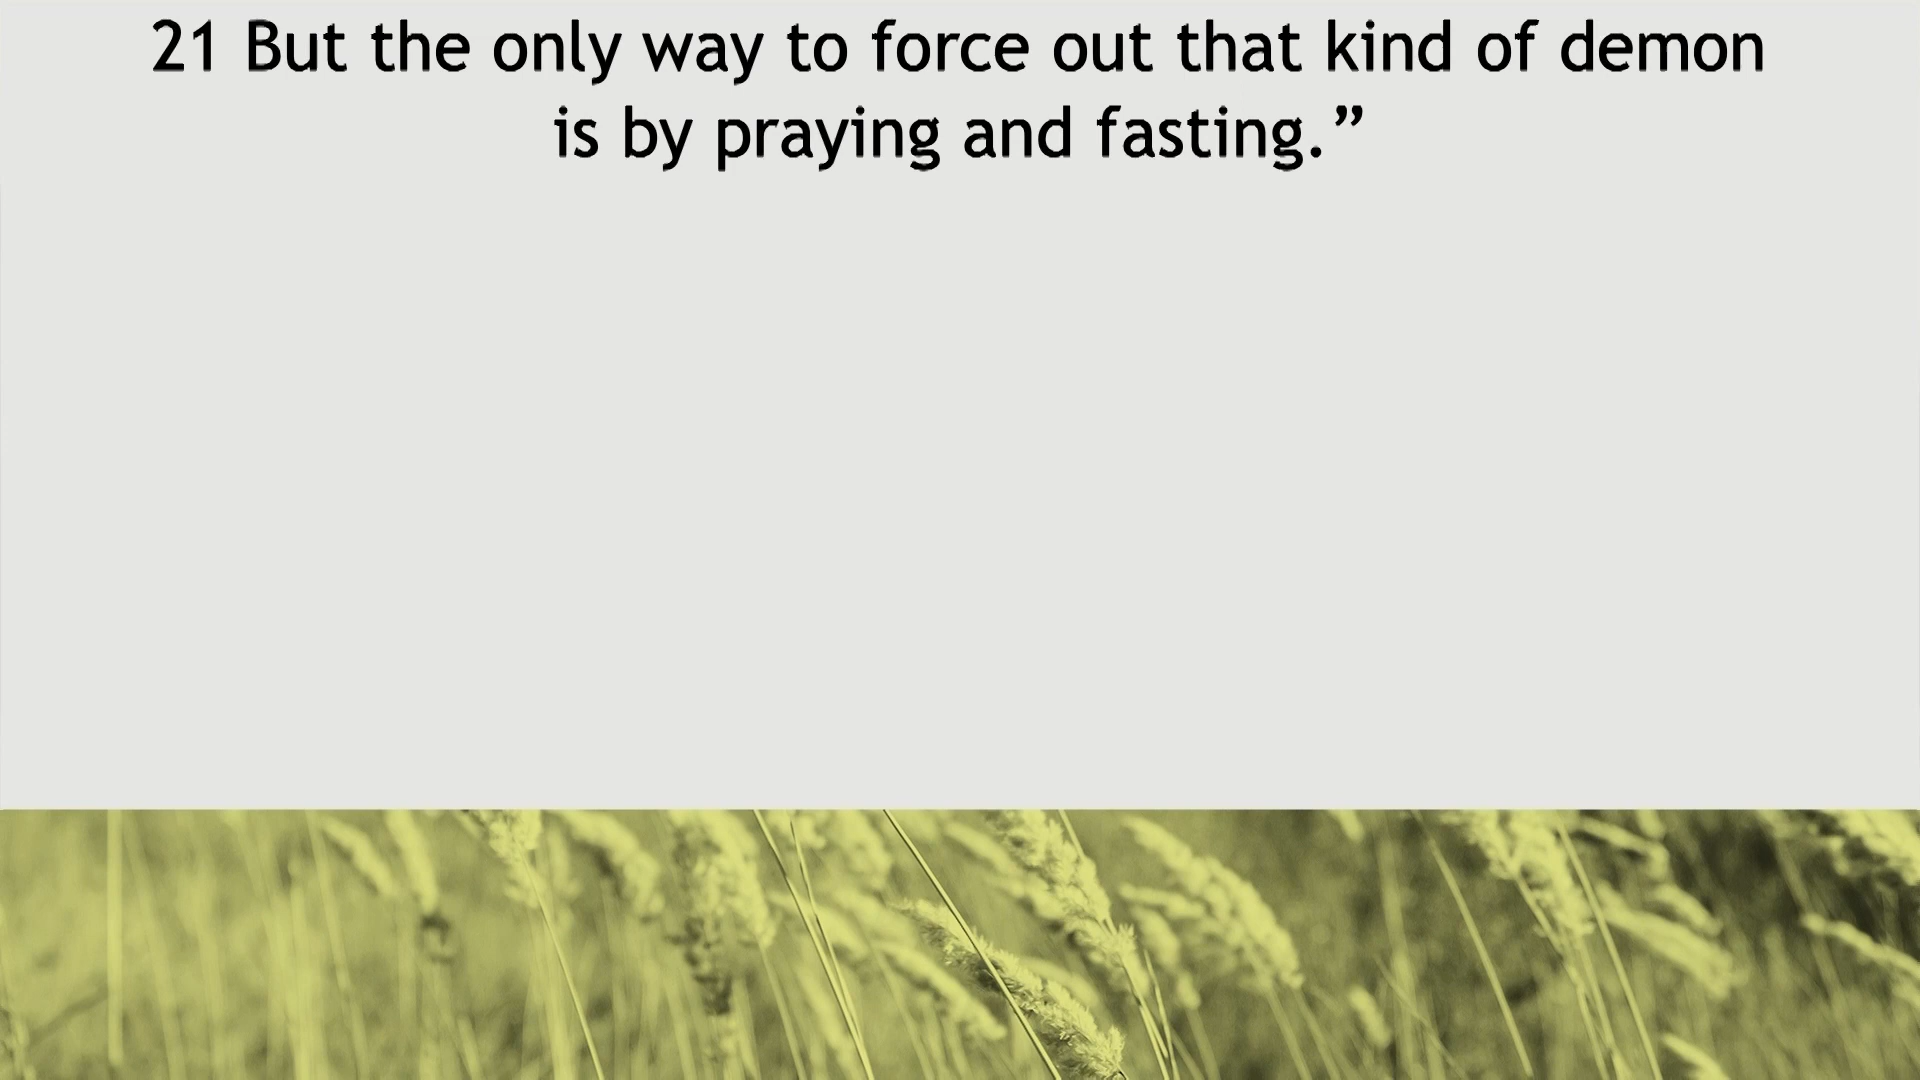 21 But the only way to force out that kind of demon
is by praying and fasting.”